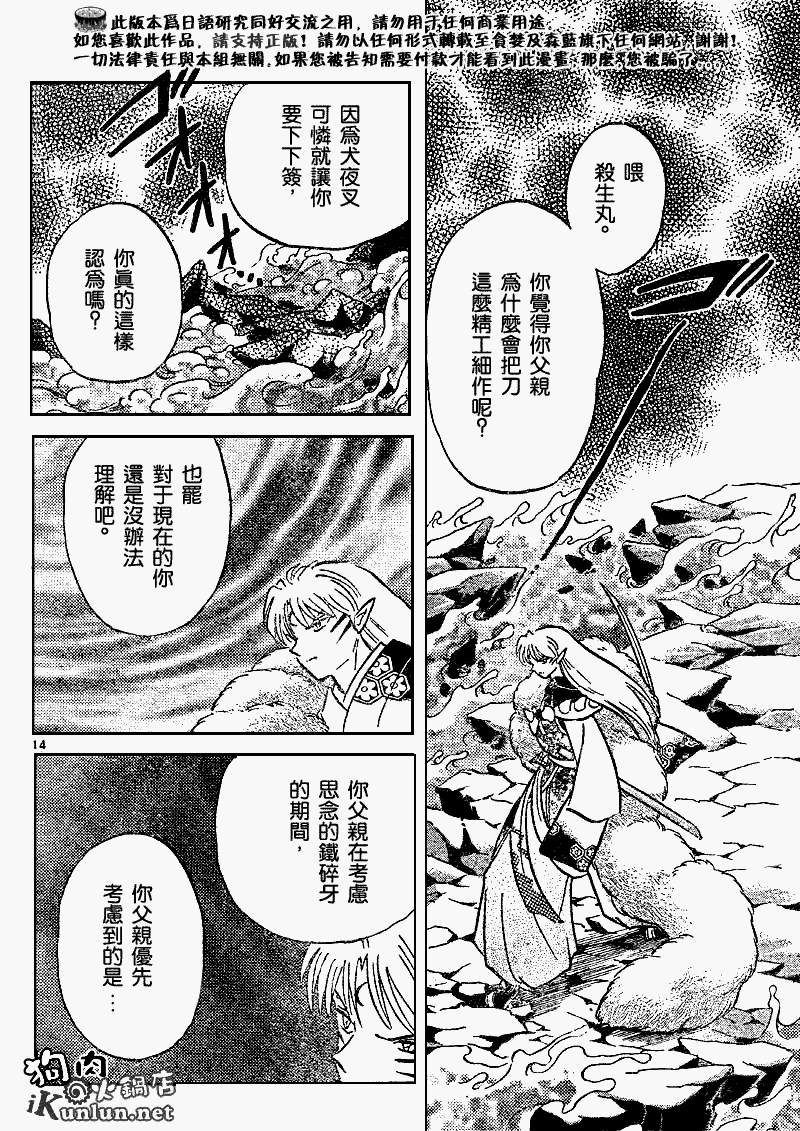 此版本爲日語研究同好交流之用，請勿用于任何商業用途，
如您喜歡此作品，請支持正版！請勿以任何形式轉載至貪婪及森藍旗下任何網站，謝謝！
一切法律責任與本組無關.如果您被告知需要付款才能看到此漫畫，那麽，您被騙了。
喂
殺生丸。
你覺得你父親
爲什麼會把刀
這麼精工細作呢？
因爲犬夜叉
可憐就讓你
要下下簽，
你真的這樣
認爲嗎？
也罷
對于現在的你
還是沒辦法
理解吧。
14
你父親在考慮
思念的鐵碎牙
的期間，
你父親優先
考慮到的是…
狗肉
火鍋店
iKunlun.net